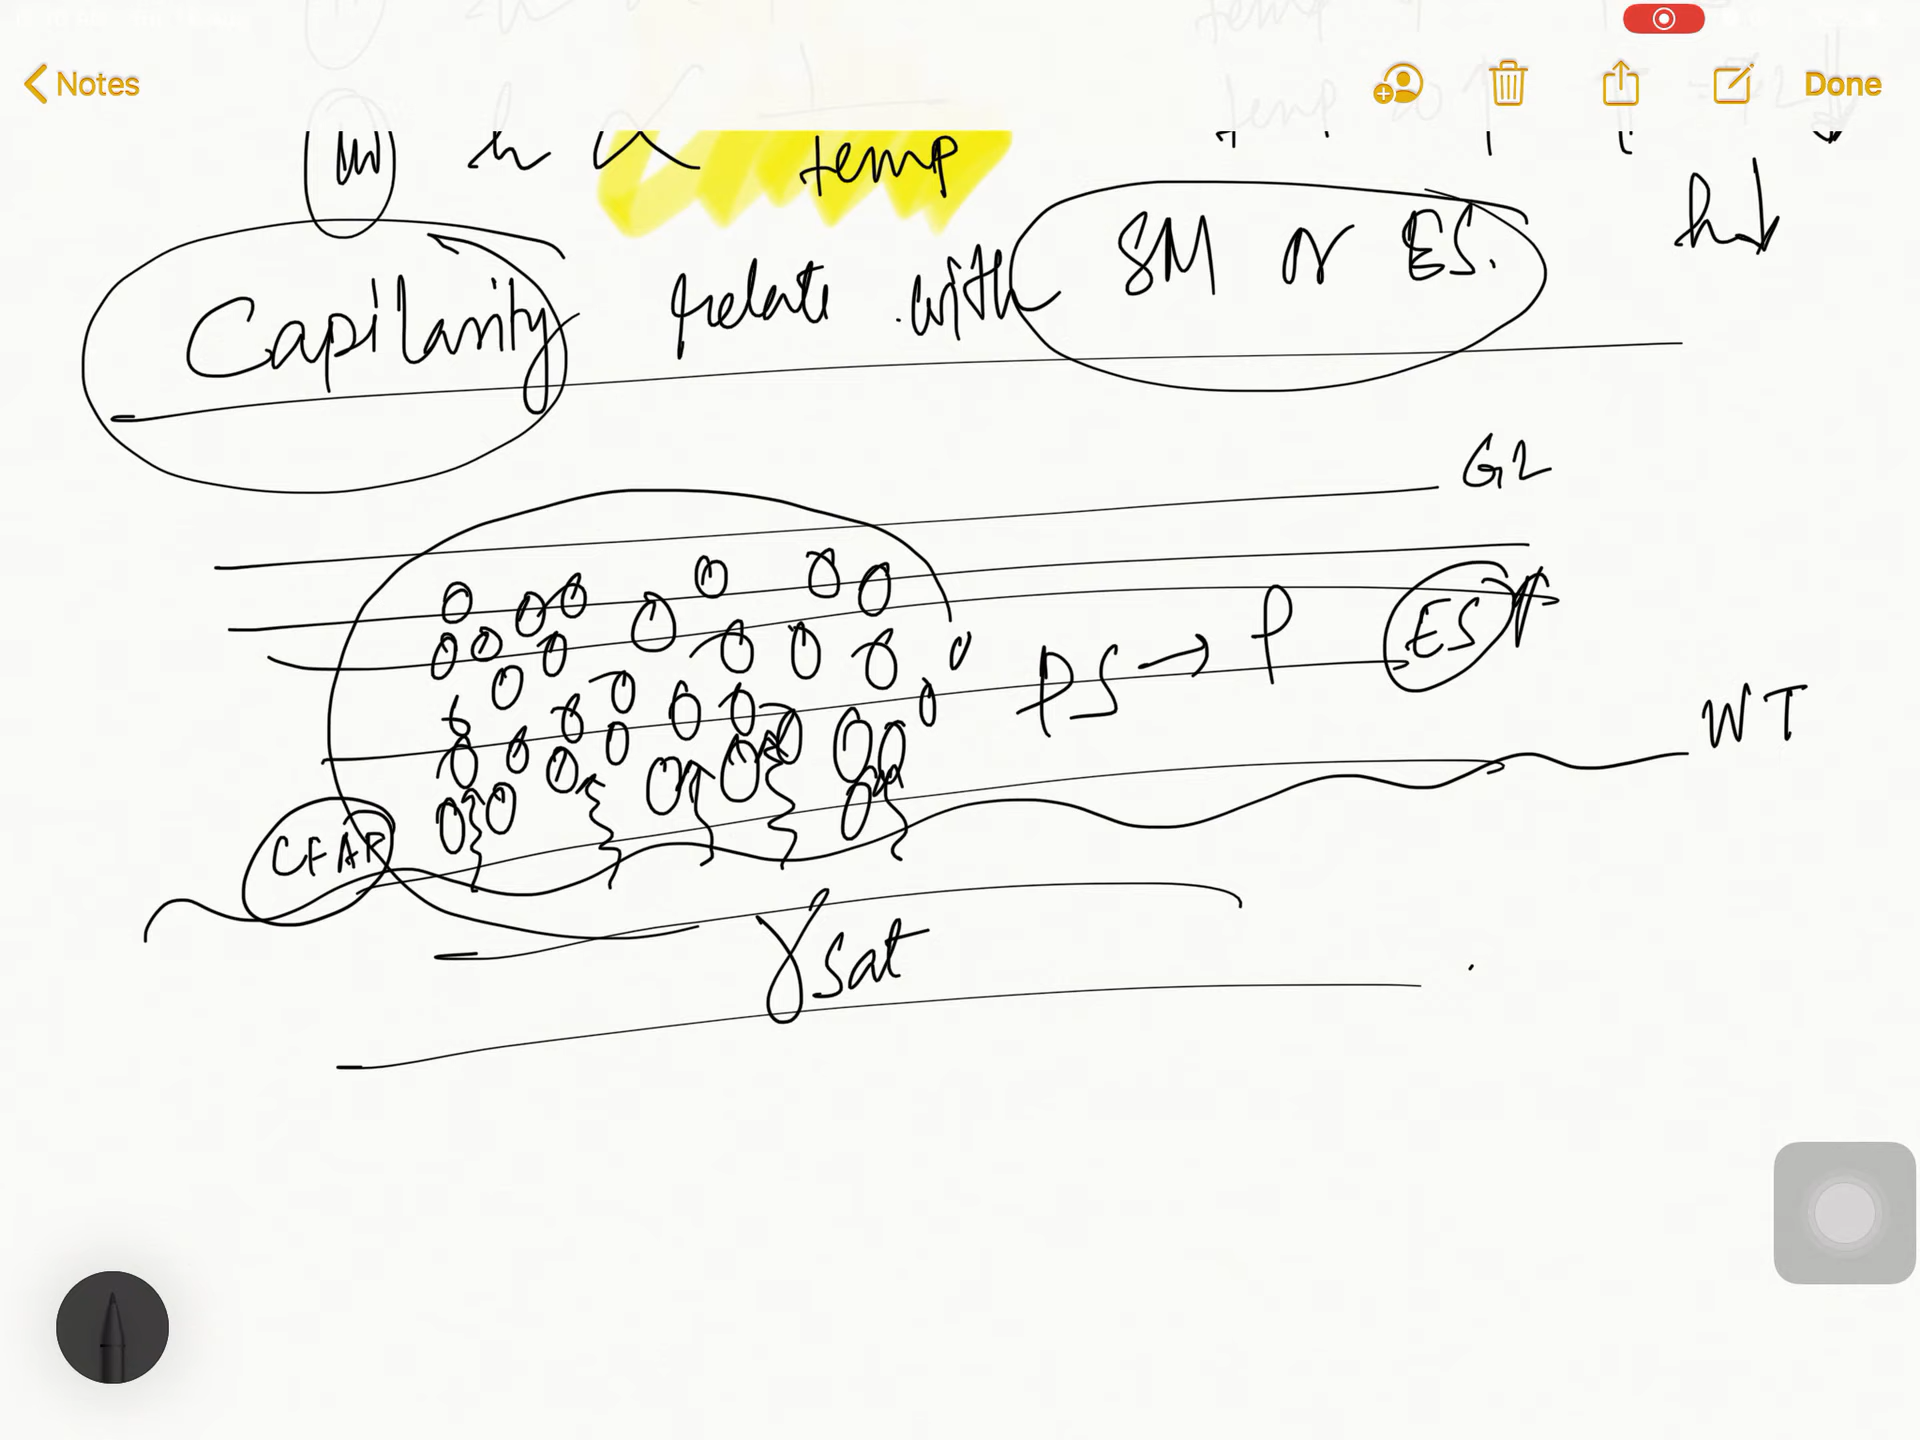 Notes
Done
h ∝ temp
h↓
Capilarity relate with SM or ES.
GL
PS → P ES↑
WT
CFAR
γsat